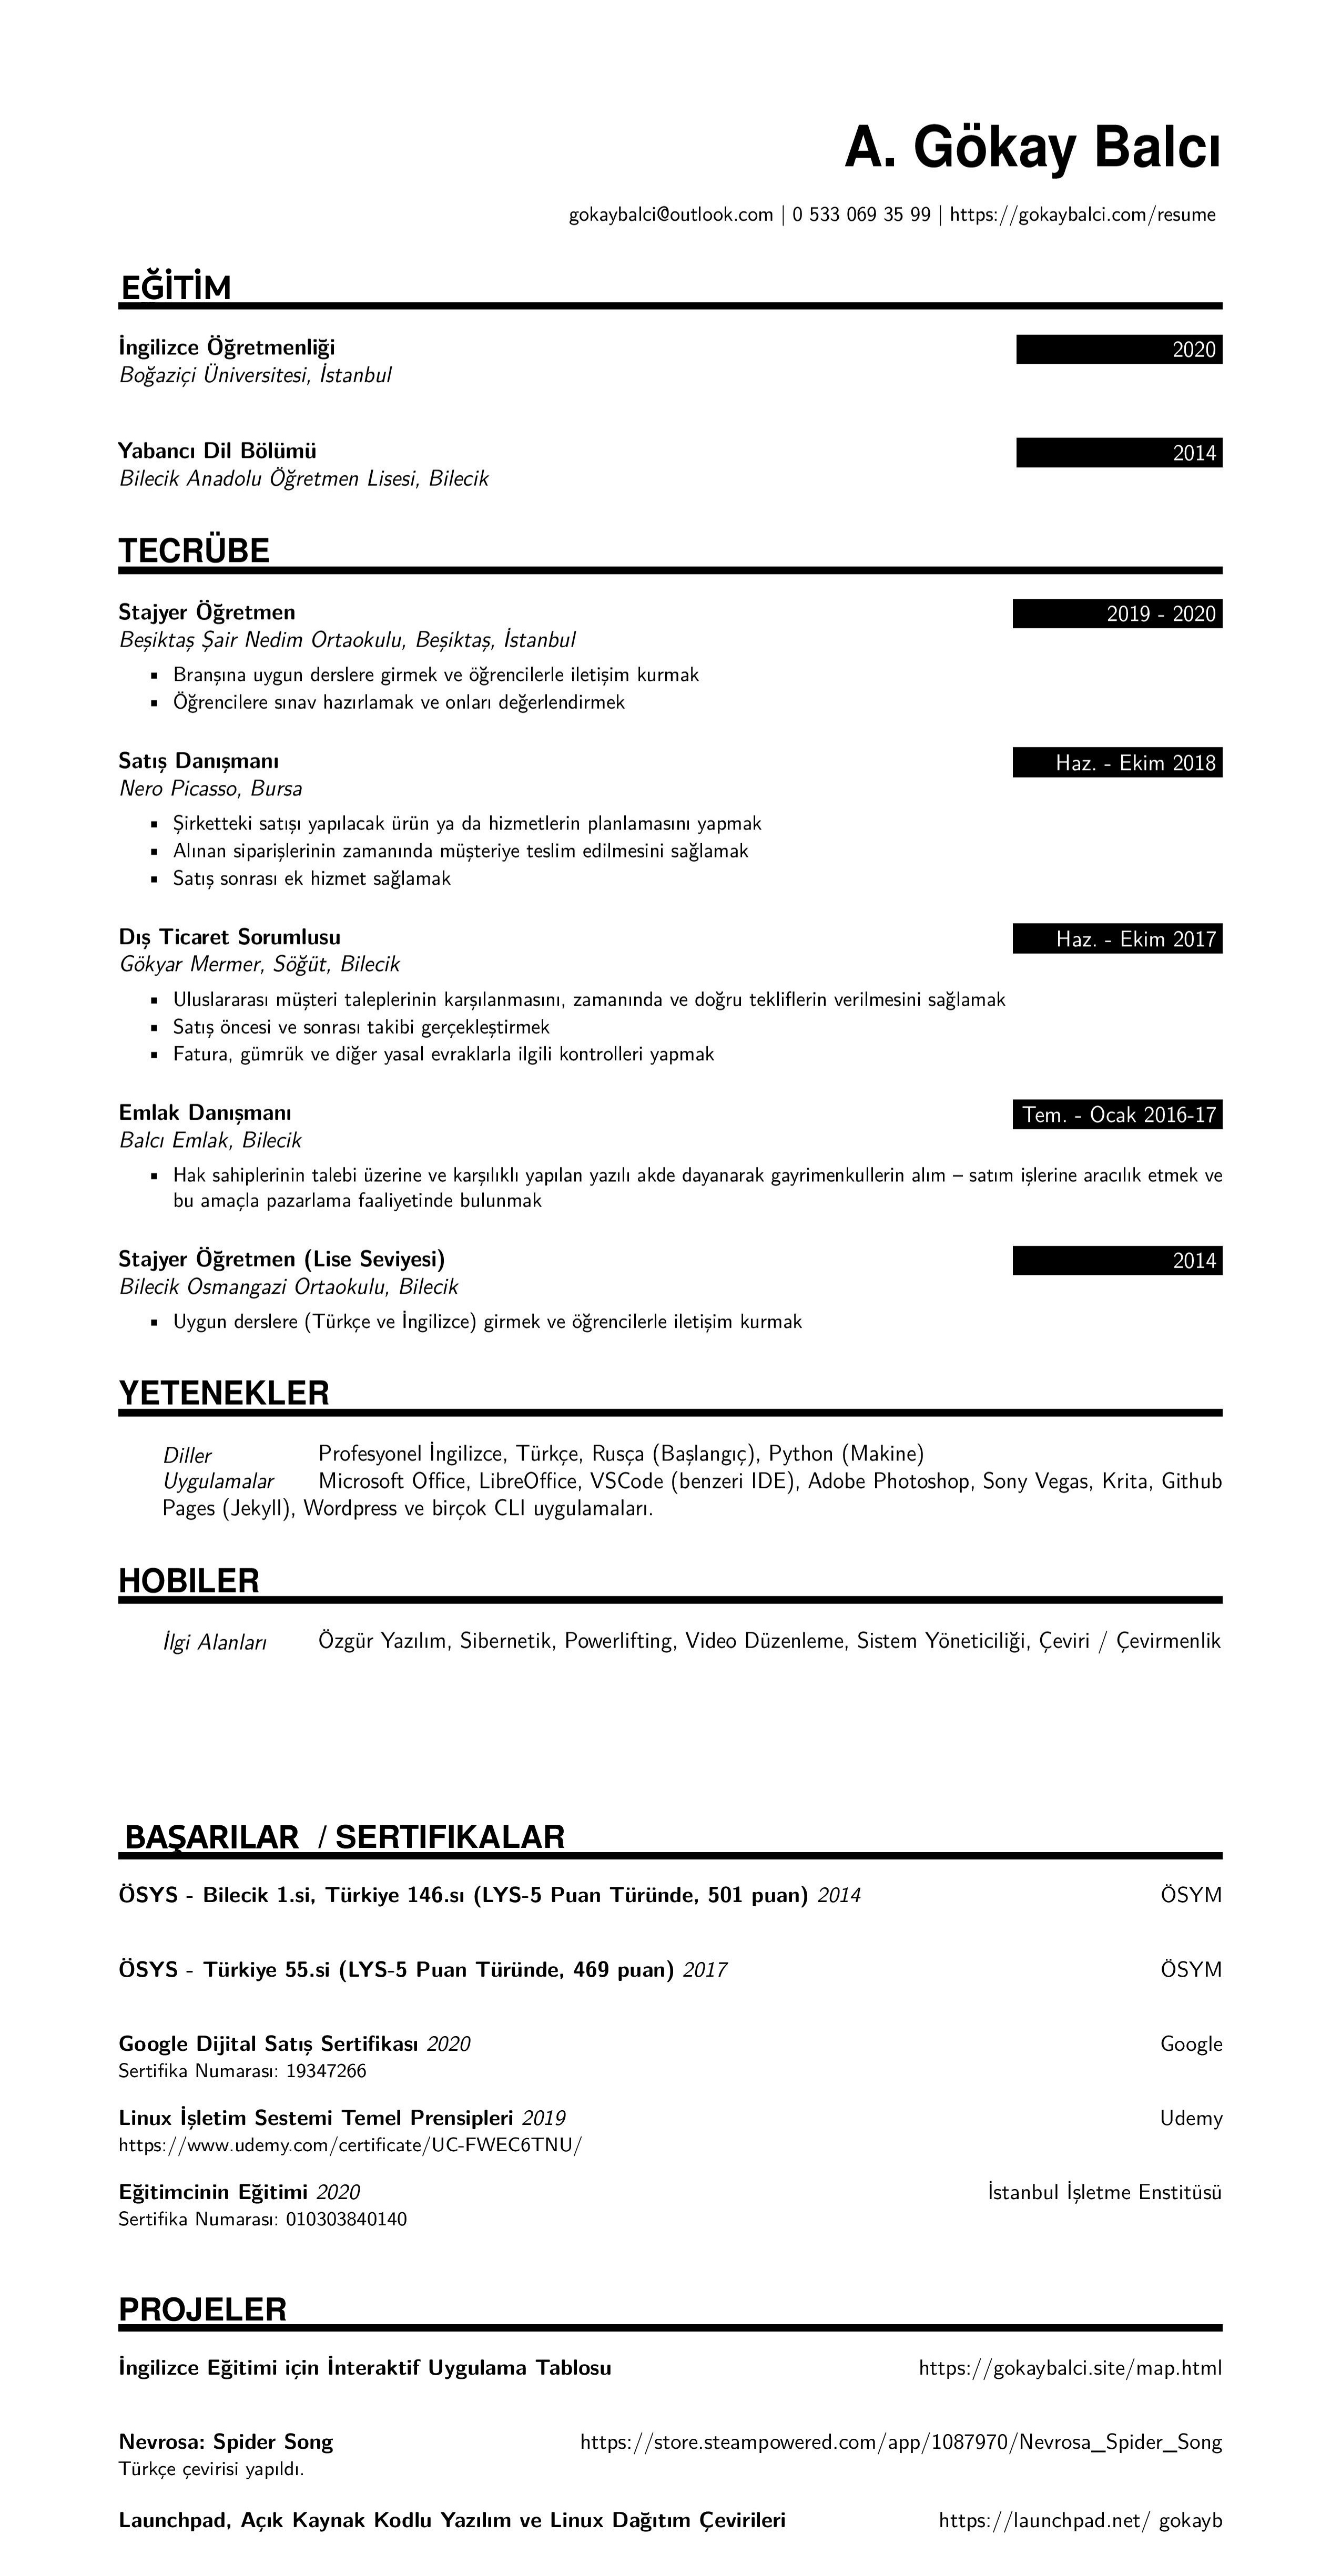 A. Gökay Balcı
gokaybalci@outlook.com | 0 533 069 35 99 | https://gokaybalci.com/resume
EĞİTİM
İngilizce Öğretmenliği 2020
Boğaziçi Üniversitesi, İstanbul
Yabancı Dil Bölümü 2014
Bilecik Anadolu Öğretmen Lisesi, Bilecik
TECRÜBE
Stajyer Öğretmen 2019 - 2020
Beşiktaş Şair Nedim Ortaokulu, Beşiktaş, İstanbul
▪ Branşına uygun derslere girmek ve öğrencilerle iletişim kurmak
▪ Öğrencilere sınav hazırlamak ve onları değerlendirmek
Satış Danışmanı Haz. - Ekim 2018
Nero Picasso, Bursa
▪ Şirketteki satışı yapılacak ürün ya da hizmetlerin planlamasını yapmak
▪ Alınan siparişlerinin zamanında müşteriye teslim edilmesini sağlamak
▪ Satış sonrası ek hizmet sağlamak
Dış Ticaret Sorumlusu Haz. - Ekim 2017
Gökyar Mermer, Söğüt, Bilecik
▪ Uluslararası müşteri taleplerinin karşılanmasını, zamanında ve doğru tekliflerin verilmesini sağlamak
▪ Satış öncesi ve sonrası takibi gerçekleştirmek
▪ Fatura, gümrük ve diğer yasal evraklarla ilgili kontrolleri yapmak
Emlak Danışmanı Tem. - Ocak 2016-17
Balcı Emlak, Bilecik
▪ Hak sahiplerinin talebi üzerine ve karşılıklı yapılan yazılı akde dayanarak gayrimenkullerin alım – satım işlerine aracılık etmek ve
bu amaçla pazarlama faaliyetinde bulunmak
Stajyer Öğretmen (Lise Seviyesi) 2014
Bilecik Osmangazi Ortaokulu, Bilecik
▪ Uygun derslere (Türkçe ve İngilizce) girmek ve öğrencilerle iletişim kurmak
YETENEKLER
Diller Profesyonel İngilizce, Türkçe, Rusça (Başlangıç), Python (Makine)
Uygulamalar Microsoft Office, LibreOffice, VSCode (benzeri IDE), Adobe Photoshop, Sony Vegas, Krita, Github
Pages (Jekyll), Wordpress ve birçok CLI uygulamaları.
HOBILER
İlgi Alanları Özgür Yazılım, Sibernetik, Powerlifting, Video Düzenleme, Sistem Yöneticiliği, Çeviri / Çevirmenlik
BAŞARILAR / SERTIFIKALAR
ÖSYS - Bilecik 1.si, Türkiye 146.sı (LYS-5 Puan Türünde, 501 puan) 2014 ÖSYM
ÖSYS - Türkiye 55.si (LYS-5 Puan Türünde, 469 puan) 2017 ÖSYM
Google Dijital Satış Sertifikası 2020 Google
Sertifika Numarası: 19347266
Linux İşletim Sestemi Temel Prensipleri 2019 Udemy
https://www.udemy.com/certificate/UC-FWEC6TNU/
Eğitimcinin Eğitimi 2020 İstanbul İşletme Enstitüsü
Sertifika Numarası: 010303840140
PROJELER
İngilizce Eğitimi için İnteraktif Uygulama Tablosu https://gokaybalci.site/map.html
Nevrosa: Spider Song https://store.steampowered.com/app/1087970/Nevrosa_Spider_Song
Türkçe çevirisi yapıldı.
Launchpad, Açık Kaynak Kodlu Yazılım ve Linux Dağıtım Çevirileri https://launchpad.net/ gokayb